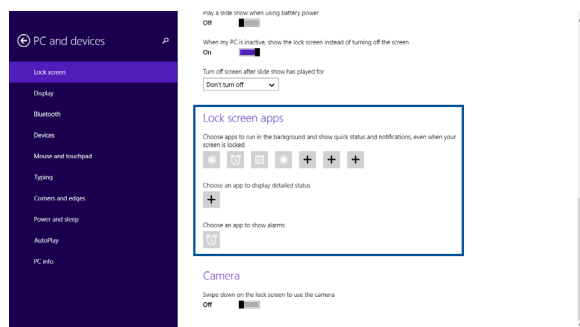 Play a slide show when using battery power
Off
PC and devices
When my PC is inactive, show the lock screen instead of turning off the screen
On
Lock screen
Turn off screen after slide show has played for
Don't turn off
Display
Bluetooth
Lock screen apps
Devices
Choose apps to run in the background and show quick status and notifications, even when your
screen is locked
Mouse and touchpad
Typing
Choose an app to display detailed status
Corners and edges
Power and sleep
Choose an app to show alarms
AutoPlay
PC info
Camera
Swipe down on the lock screen to use the camera
Off